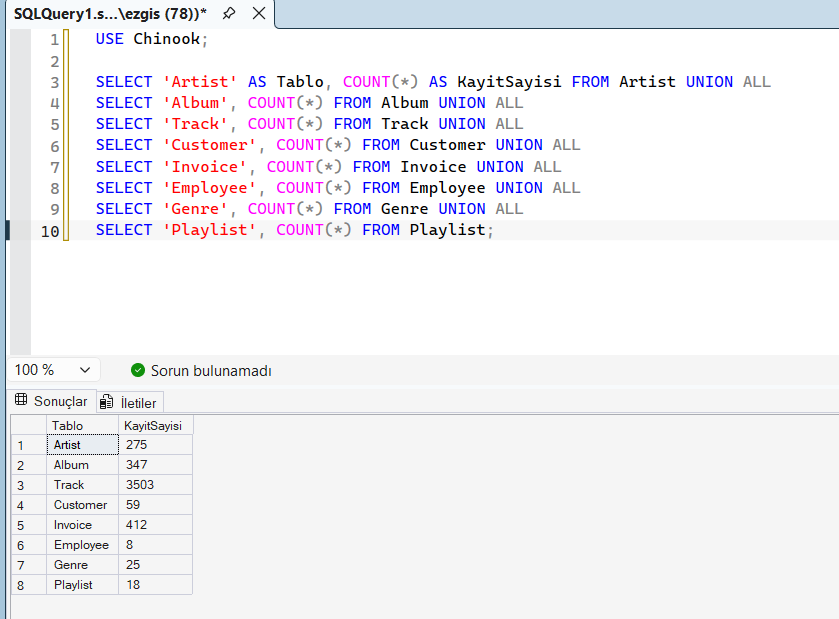 SQLQuery1.s...\ezgis (78))*
1 USE Chinook;
2
3 SELECT 'Artist' AS Tablo, COUNT(*) AS KayitSayisi FROM Artist UNION ALL
4 SELECT 'Album', COUNT(*) FROM Album UNION ALL
5 SELECT 'Track', COUNT(*) FROM Track UNION ALL
6 SELECT 'Customer', COUNT(*) FROM Customer UNION ALL
7 SELECT 'Invoice', COUNT(*) FROM Invoice UNION ALL
8 SELECT 'Employee', COUNT(*) FROM Employee UNION ALL
9 SELECT 'Genre', COUNT(*) FROM Genre UNION ALL
10 SELECT 'Playlist', COUNT(*) FROM Playlist;
100 % Sorun bulunamadı
Sonuçlar İletiler
Tablo KayitSayisi
1 Artist 275
2 Album 347
3 Track 3503
4 Customer 59
5 Invoice 412
6 Employee 8
7 Genre 25
8 Playlist 18